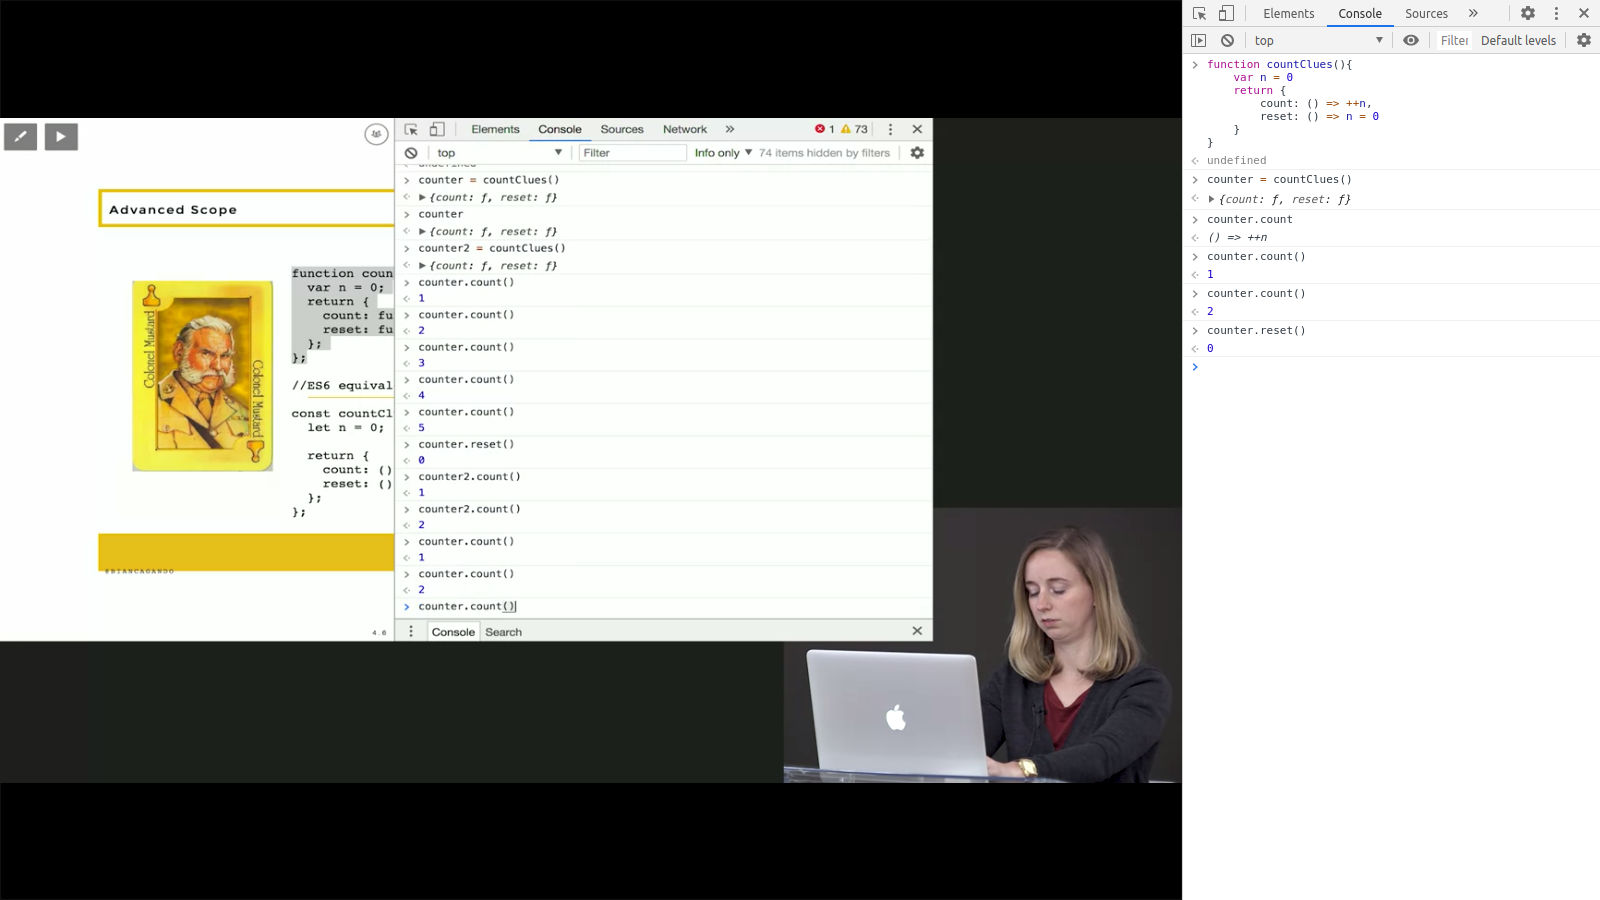 Advanced Scope
Colonel Mustard
Colonel Mustard
function coun
var n = 0;
return {
count: fu
reset: fu
};
};
//ES6 equival
const countCl
let n = 0;
return {
count: ()
reset: ()
};
};
@BIANCAGANDO
4.6
Elements Console Sources Network » 1 73
top Filter Info only 74 items hidden by filters
undefined
> counter = countClues()
{count: ƒ, reset: ƒ}
> counter
{count: ƒ, reset: ƒ}
> counter2 = countClues()
{count: ƒ, reset: ƒ}
> counter.count()
1
> counter.count()
2
> counter.count()
3
> counter.count()
4
> counter.count()
5
> counter.reset()
0
> counter2.count()
1
> counter2.count()
2
> counter.count()
1
> counter.count()
2
> counter.count()
Console Search
Elements Console Sources »
top Filter Default levels
> function countClues(){
var n = 0
return {
count: () => ++n,
reset: () => n = 0
}
}
undefined
> counter = countClues()
{count: ƒ, reset: ƒ}
> counter.count
() => ++n
> counter.count()
1
> counter.count()
2
> counter.reset()
0
>